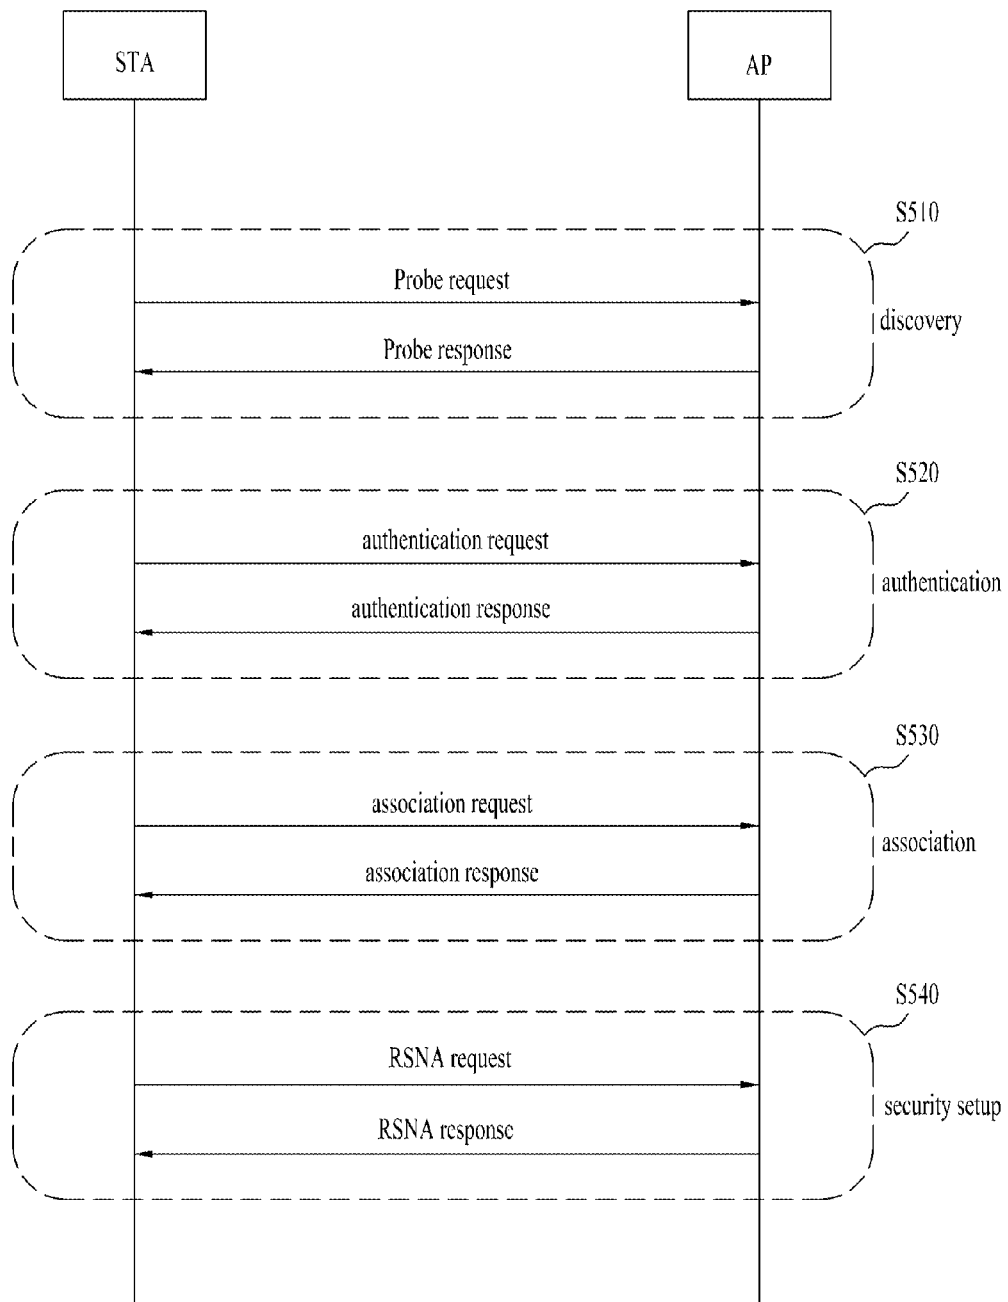 STA
AP
S510
Probe request
discovery
Probe response
S520
authentication request
authentication
authentication response
S530
association request
association
association response
S540
RSNA request
security setup
RSNA response